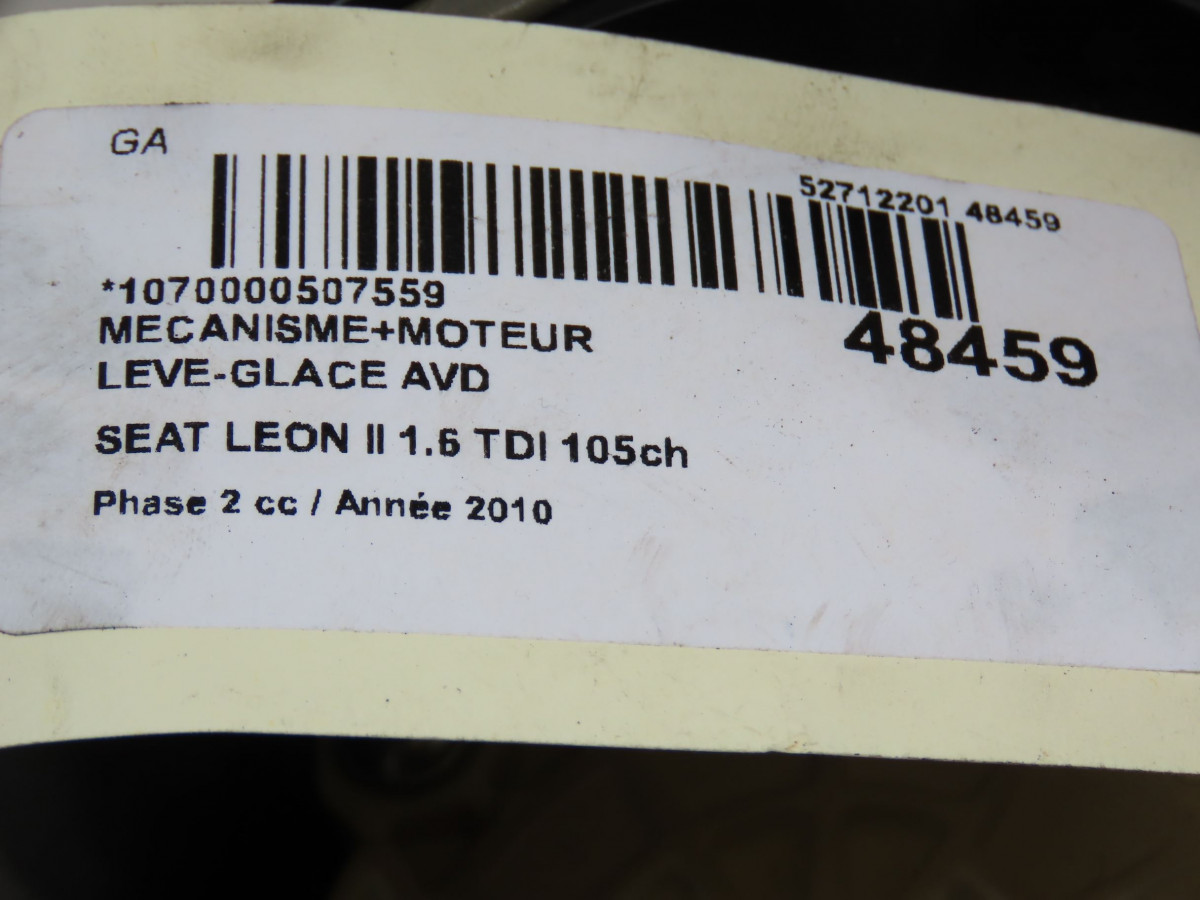 GA
52712201 48459
*1070000507559
48459
MECANISME+MOTEUR
LEVE-GLACE AVD
SEAT LEON II 1.6 TDI 105ch
Phase 2 cc / Année 2010